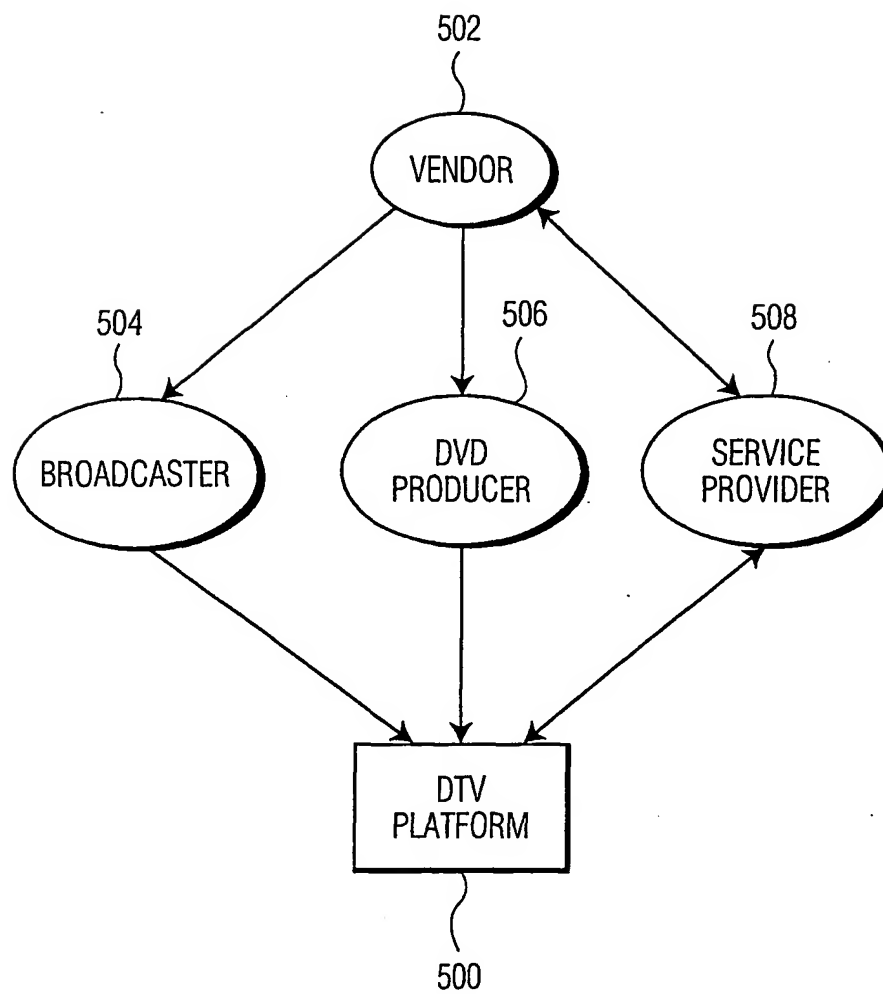 502
VENDOR
504
506
508
BROADCASTER
DVD
PRODUCER
SERVICE
PROVIDER
DTV
PLATFORM
500